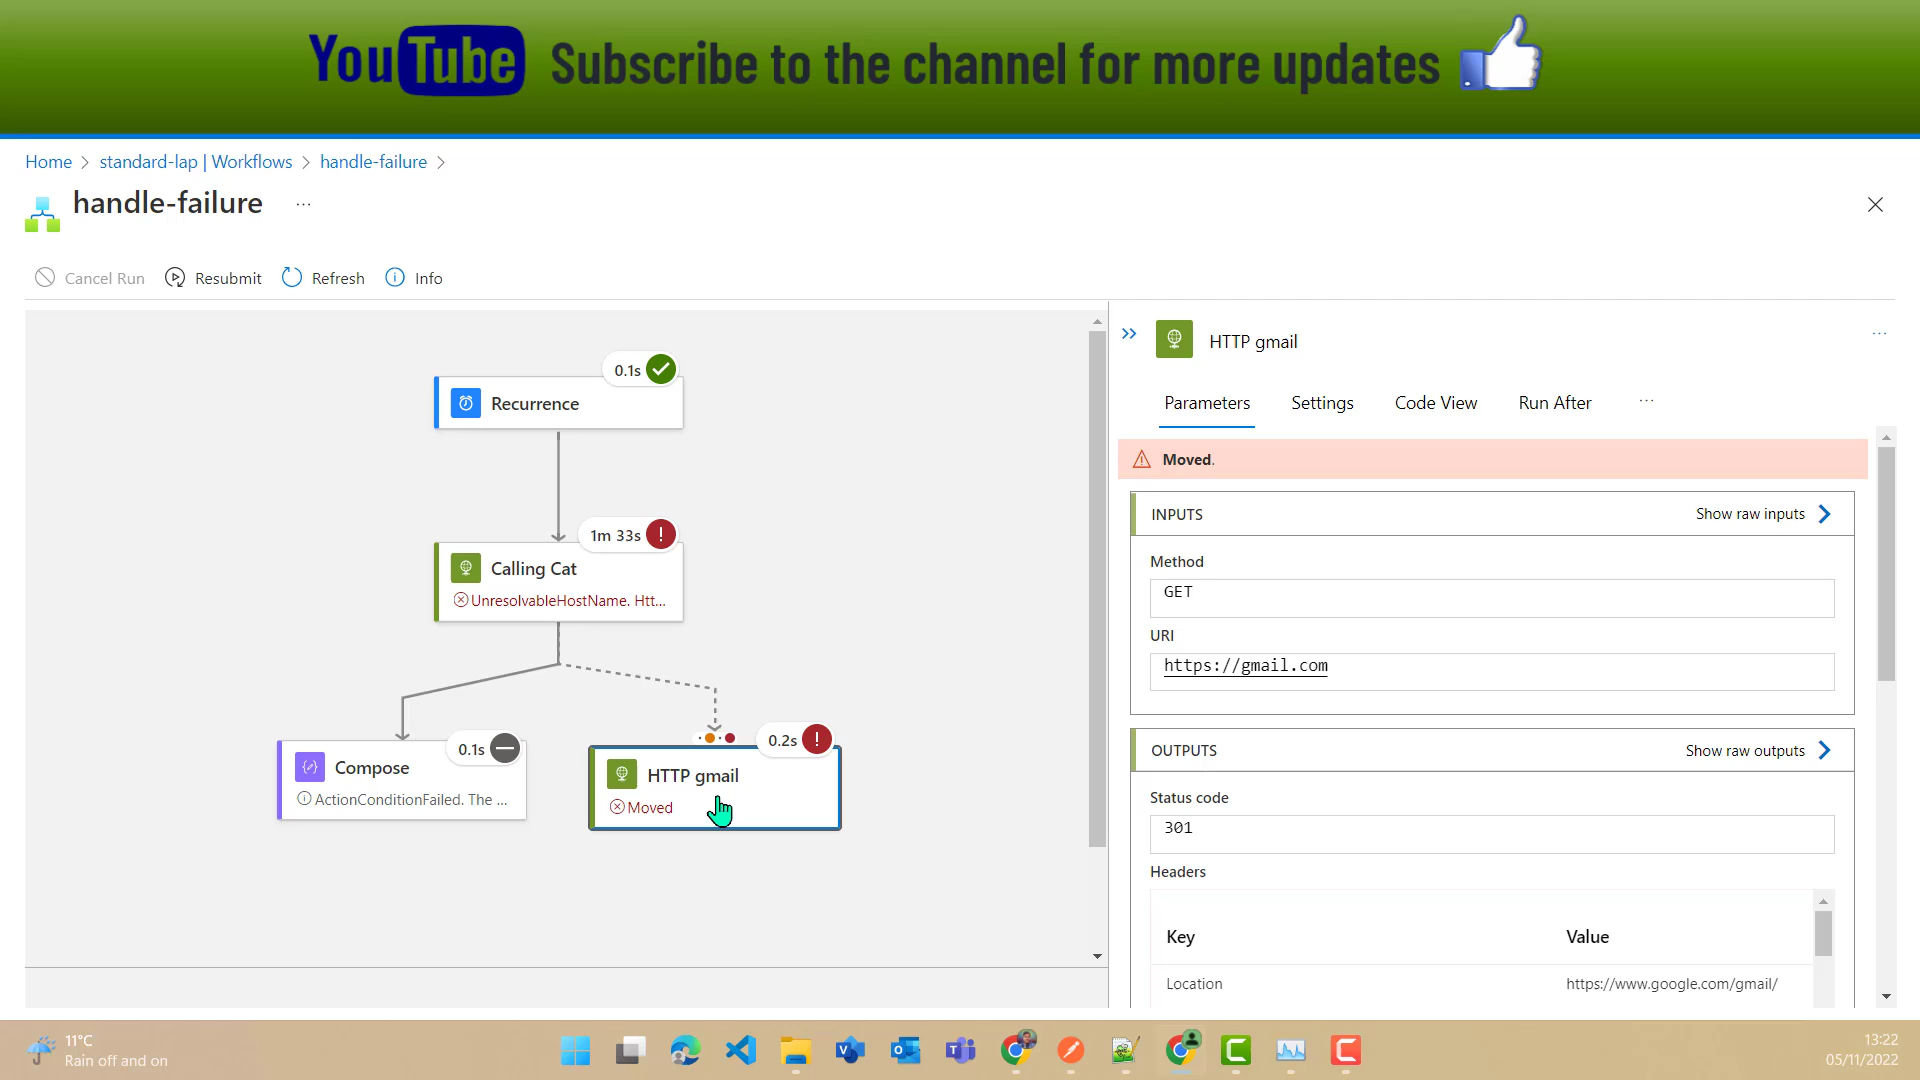 YouTube Subscribe to the channel for more updates
Home > standard-lap | Workflows > handle-failure >
handle-failure ...
Cancel Run Resubmit Refresh Info
0.1s
Recurrence
1m 33s
Calling Cat
UnresolvableHostName. Htt...
0.1s
Compose
ActionConditionFailed. The ...
0.2s
HTTP gmail
Moved
HTTP gmail ...
Parameters Settings Code View Run After ...
Moved.
INPUTS Show raw inputs
Method
GET
URI
https://gmail.com
OUTPUTS Show raw outputs
Status code
301
Headers
Key Value
Location https://www.google.com/gmail/
11°C
Rain off and on
13:22
05/11/2022